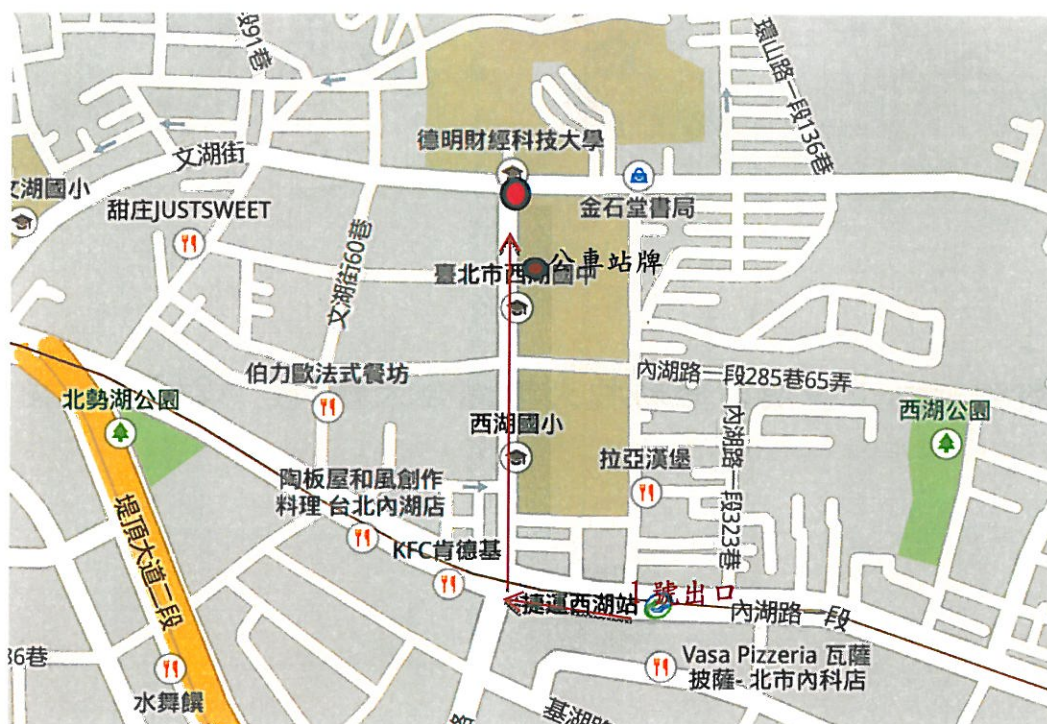 91巷
環山路一段136巷
德明財經科技大學
文湖街
文湖國小
甜庄JUSTSWEET
金石堂書局
文湖街60巷
公車站牌
臺北市西湖國中
伯力歐法式餐坊
內湖路一段285巷65弄
北勢湖公園
西湖公園
西湖國小
內湖路一段323巷
拉亞漢堡
陶板屋和風創作
料理 台北內湖店
堤頂大道二段
KFC肯德基
1號出口
捷運西湖站
內湖路一段
Vasa Pizzeria 瓦薩
披薩- 北市內科店
水舞饌
基湖路